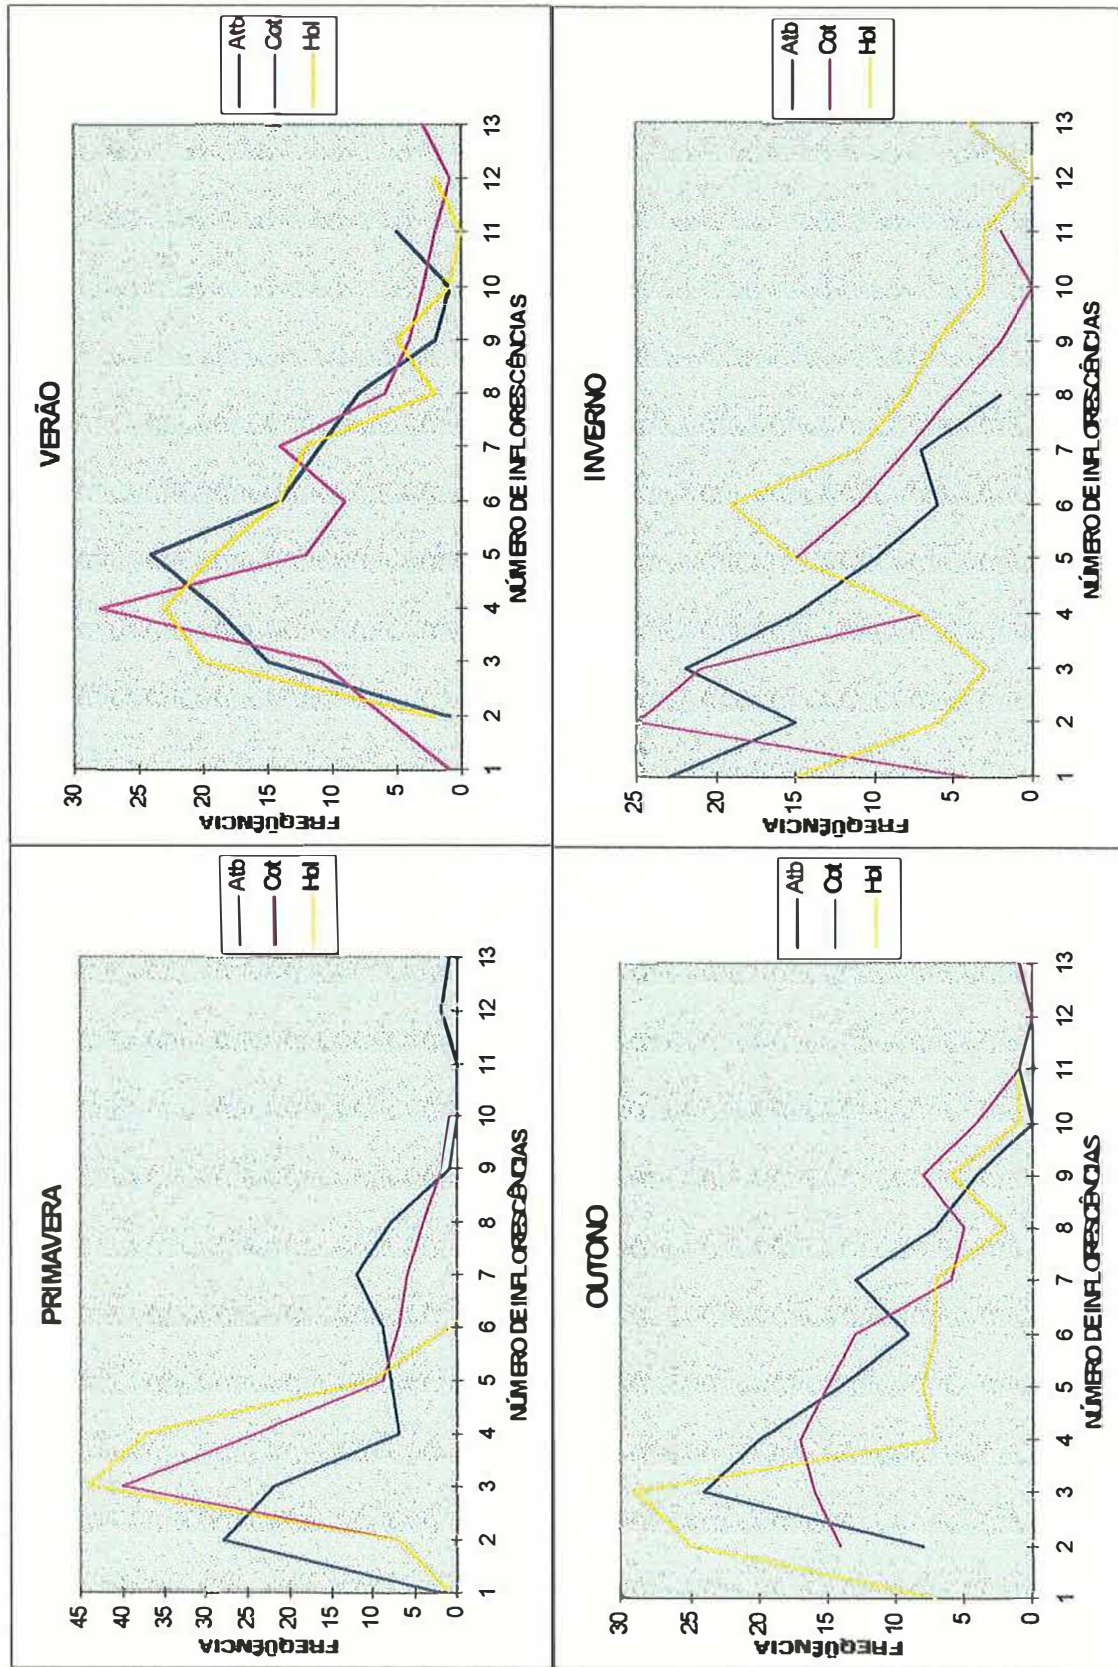 PRIMAVERA
FREQÜÊNCIA
45
40
35
30
25
20
15
10
5
0
1 2 3 4 5 6 7 8 9 10 11 12 13
NÚMERO DE INFLORESCÊNCIAS
Atb
Cot
Hol
VERÃO
FREQÜÊNCIA
30
25
20
15
10
5
0
1 2 3 4 5 6 7 8 9 10 11 12 13
NÚMERO DE INFLORESCÊNCIAS
Atb
Cot
Hol
OUTONO
FREQÜÊNCIA
30
25
20
15
10
5
0
1 2 3 4 5 6 7 8 9 10 11 12 13
NÚMERO DE INFLORESCÊNCIAS
Atb
Cot
Hol
INVERNO
FREQÜÊNCIA
25
20
15
10
5
0
1 2 3 4 5 6 7 8 9 10 11 12 13
NÚMERO DE INFLORESCÊNCIAS
Atb
Cot
Hol